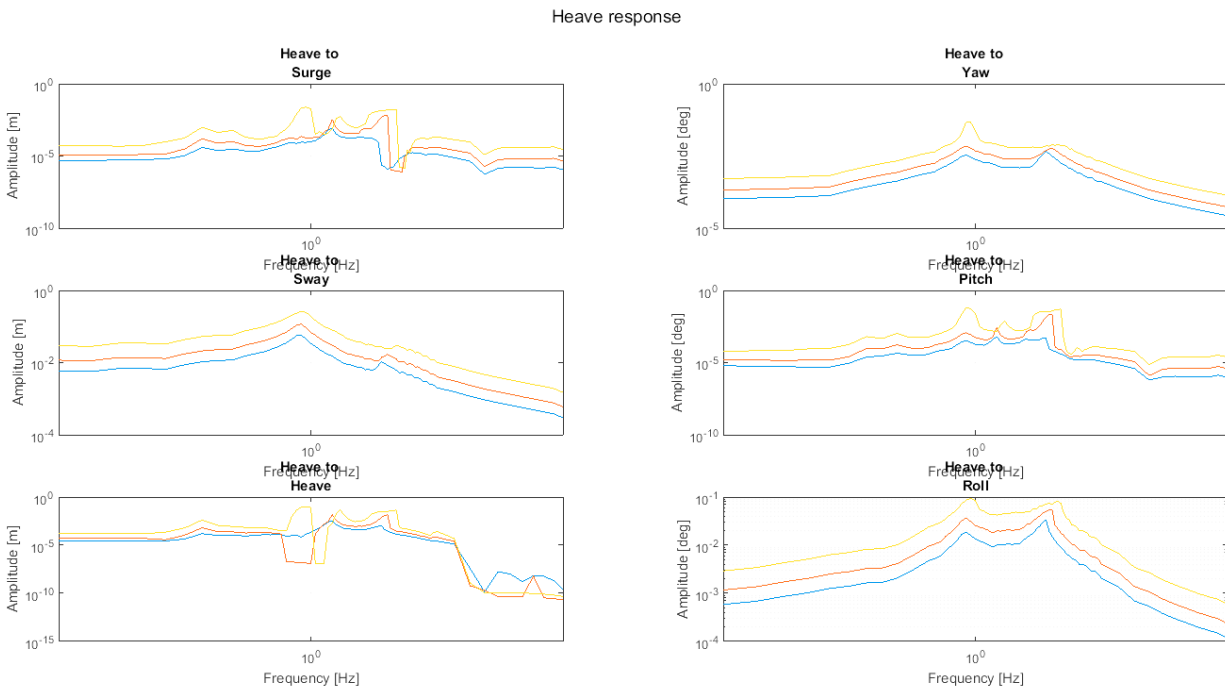 Heave response
Heave to
Surge
10^0
10^-5
10^-10
Amplitude [m]
10^0
Frequency [Hz]
Heave to
Yaw
10^0
10^-5
Amplitude [deg]
10^0
Frequency [Hz]
Heave to
Sway
10^0
10^-2
10^-4
Amplitude [m]
10^0
Frequency [Hz]
Heave to
Pitch
10^0
10^-5
10^-10
Amplitude [deg]
10^0
Frequency [Hz]
Heave to
Heave
10^0
10^-5
10^-10
10^-15
Amplitude [m]
10^0
Frequency [Hz]
Heave to
Roll
10^-1
10^-2
10^-3
10^-4
Amplitude [deg]
10^0
Frequency [Hz]